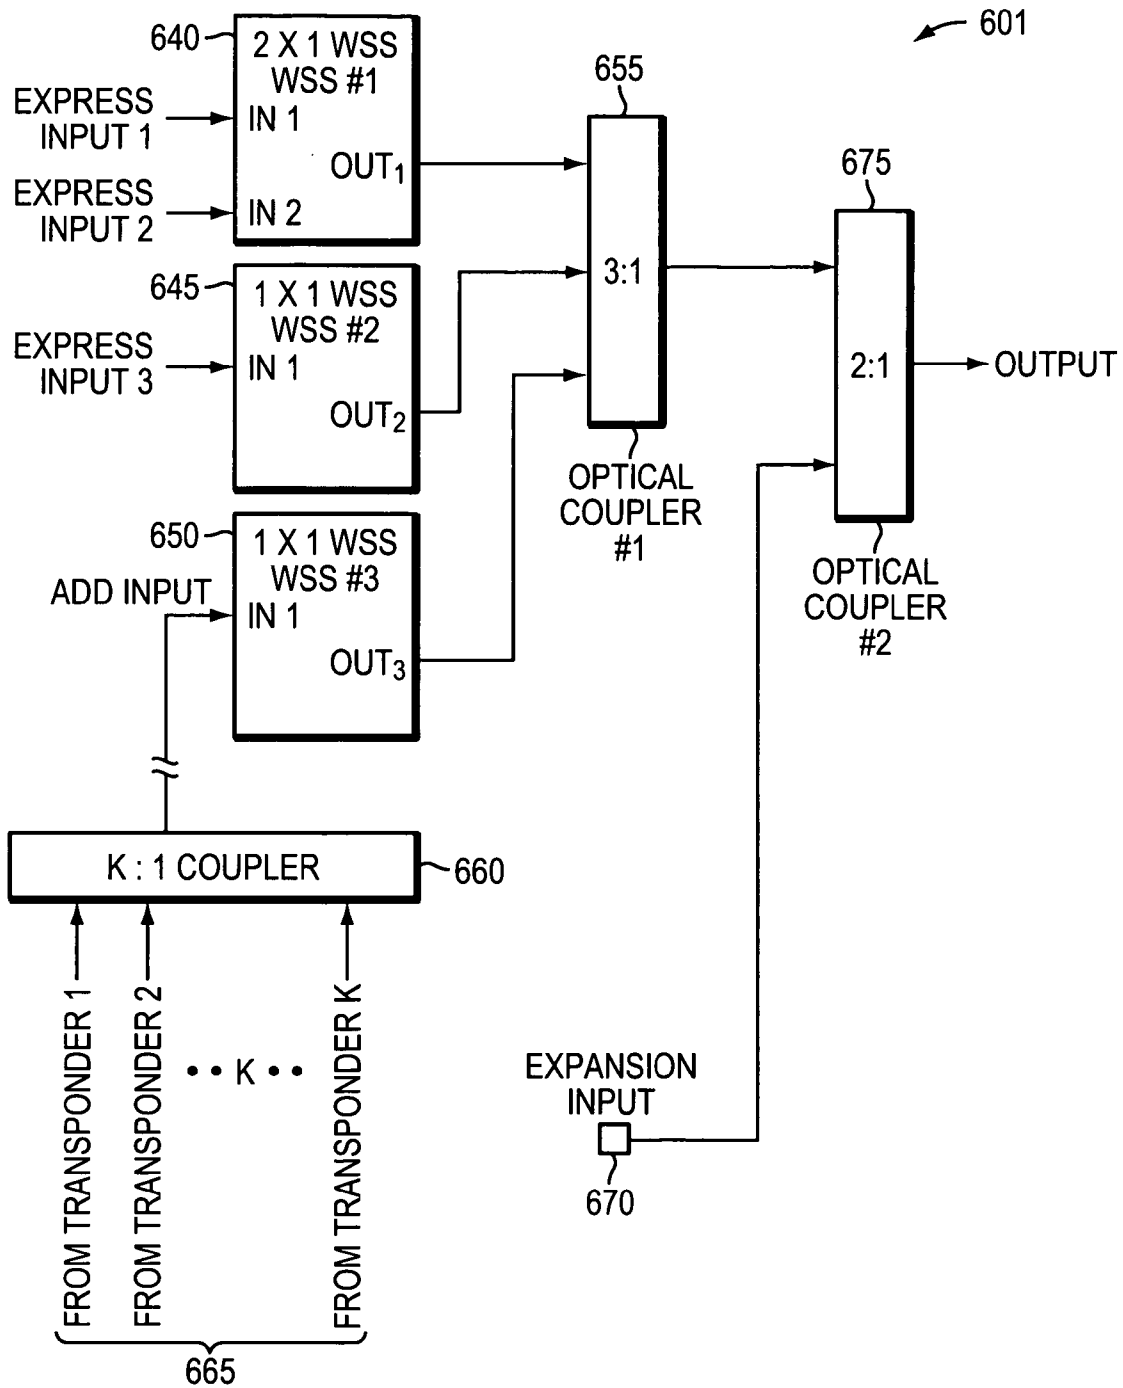 601
640
2 X 1 WSS
WSS #1
EXPRESS
INPUT 1
IN 1
OUT1
EXPRESS
INPUT 2
IN 2
655
3:1
OPTICAL
COUPLER
#1
675
2:1
OUTPUT
OPTICAL
COUPLER
#2
645
1 X 1 WSS
WSS #2
EXPRESS
INPUT 3
IN 1
OUT2
650
1 X 1 WSS
WSS #3
ADD INPUT
IN 1
OUT3
K : 1 COUPLER
660
FROM TRANSPONDER 1
FROM TRANSPONDER 2
•• K ••
FROM TRANSPONDER K
665
EXPANSION
INPUT
670